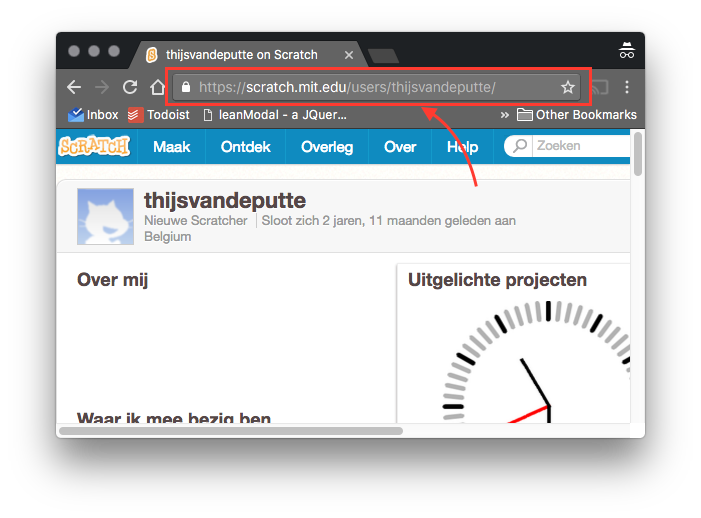 thijsvandeputte on Scratch
https://scratch.mit.edu/users/thijsvandeputte/
Inbox Todoist leanModal - a JQuer... » Other Bookmarks
SCRATCH Maak Ontdek Overleg Over Help Zoeken
thijsvandeputte
Nieuwe Scratcher Sloot zich 2 jaren, 11 maanden geleden aan
Belgium
Over mij Uitgelichte projecten
Waar ik mee bezig ben